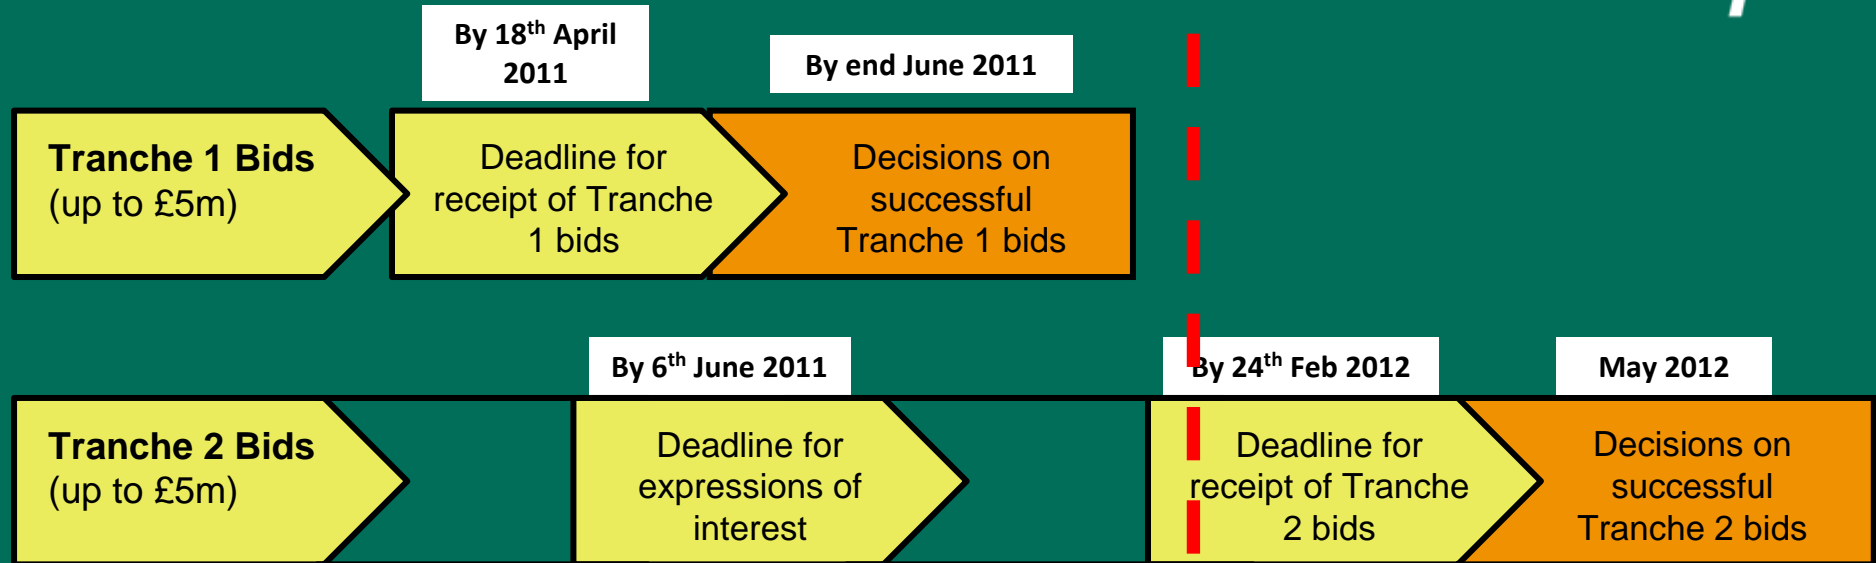 By 18th April
2011
By end June 2011
Tranche 1 Bids
(up to £5m)
Deadline for
receipt of Tranche
1 bids
Decisions on
successful
Tranche 1 bids
By 6th June 2011
By 24th Feb 2012
May 2012
Tranche 2 Bids
(up to £5m)
Deadline for
expressions of
interest
Deadline for
receipt of Tranche
2 bids
Decisions on
successful
Tranche 2 bids